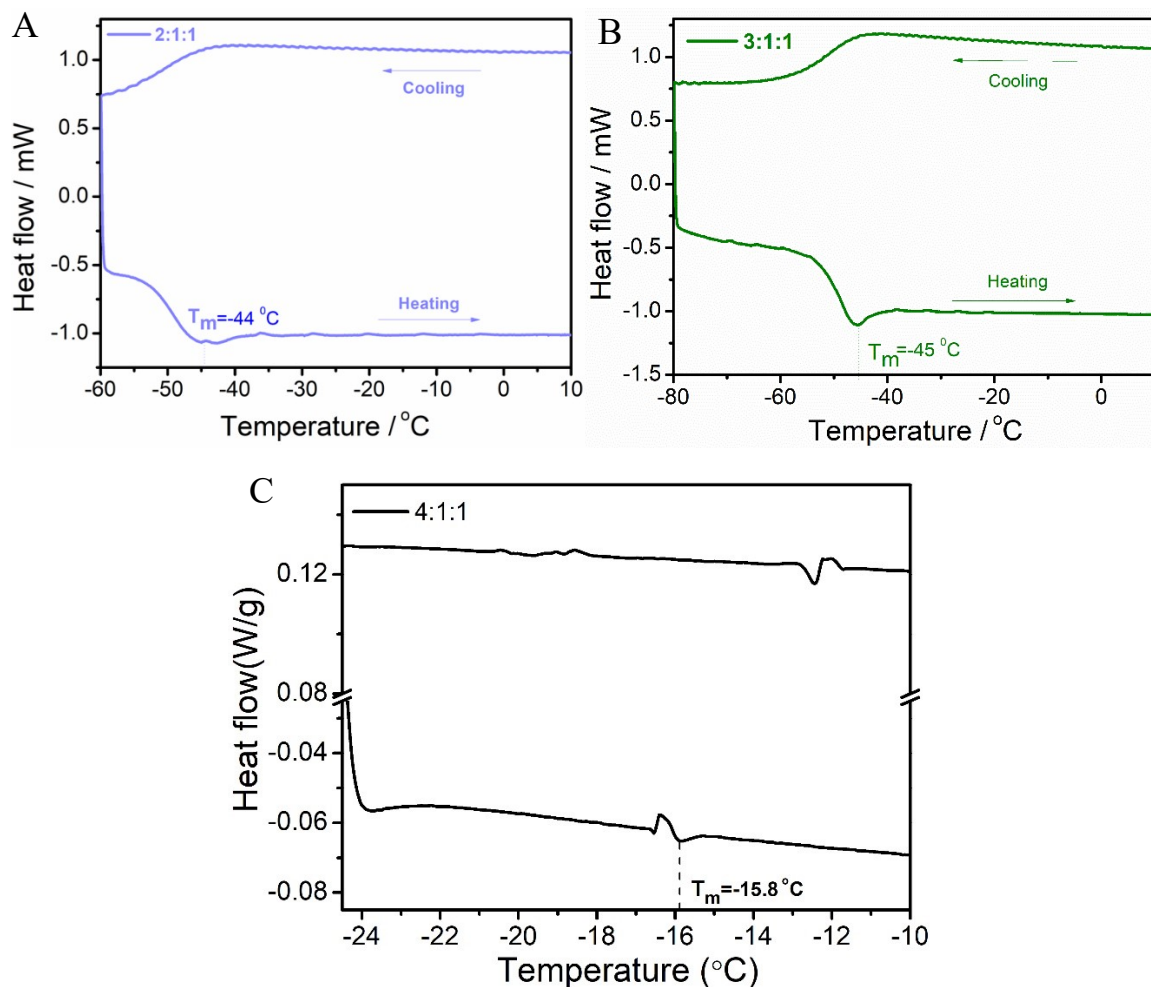 A
2:1:1
Cooling
Heating
Tm=-44 °C
Heat flow / mW
1.0
0.5
0.0
-0.5
-1.0
-60 -50 -40 -30 -20 -10 0 10
Temperature / °C
B
3:1:1
Cooling
Heating
Tm=-45 °C
Heat flow / mW
1.0
0.5
0.0
-0.5
-1.0
-1.5
-80 -60 -40 -20 0
Temperature / °C
C
4:1:1
Heat flow(W/g)
0.12
0.08
-0.04
-0.06
-0.08
Tm=-15.8 °C
-24 -22 -20 -18 -16 -14 -12 -10
Temperature (°C)